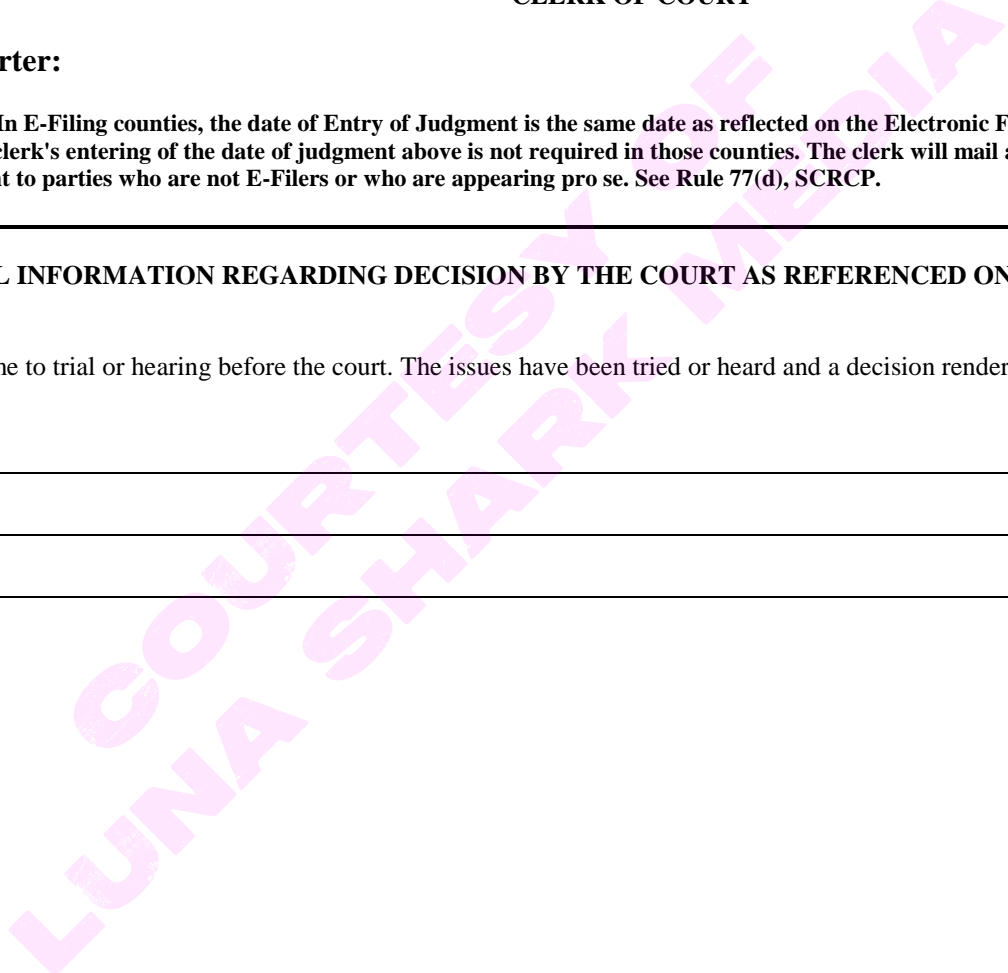 CLERK OF COURT
rter:
In E-Filing counties, the date of Entry of Judgment is the same date as reflected on the Electronic F
clerk's entering of the date of judgment above is not required in those counties. The clerk will mail a
nt to parties who are not E-Filers or who are appearing pro se. See Rule 77(d), SCRCP.
L INFORMATION REGARDING DECISION BY THE COURT AS REFERENCED ON
ne to trial or hearing before the court. The issues have been tried or heard and a decision render
COURTESY OF
LUNA SHARK MEDIA